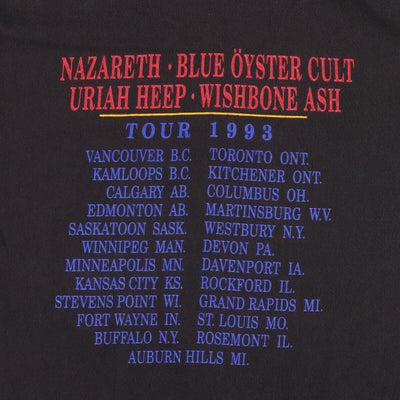 NAZARETH · BLUE ÖYSTER CULT
URIAH HEEP · WISHBONE ASH
TOUR 1993
VANCOUVER B.C. TORONTO ONT.
KAMLOOPS B.C. KITCHENER ONT.
CALGARY AB. COLUMBUS OH.
EDMONTON AB. MARTINSBURG W.V.
SASKATOON SASK. WESTBURY N.Y.
WINNIPEG MAN. DEVON PA.
MINNEAPOLIS MN. DAVENPORT IA.
KANSAS CITY KS. ROCKFORD IL.
STEVENS POINT WI. GRAND RAPIDS MI.
FORT WAYNE IN. ST. LOUIS MO.
BUFFALO N.Y. ROSEMONT IL.
AUBURN HILLS MI.